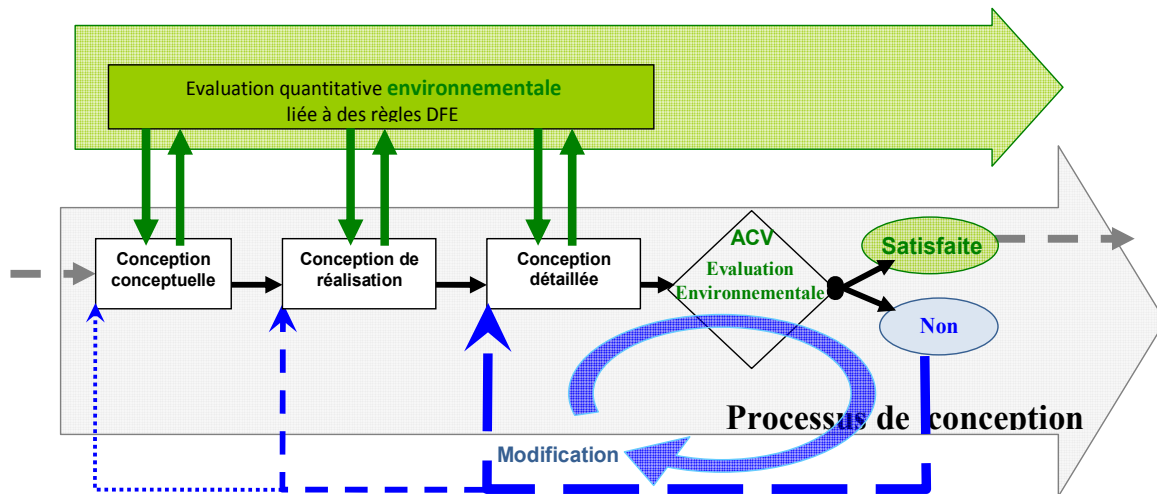 Evaluation quantitative environnementale
liée à des règles DFE
Conception
conceptuelle
Conception de
réalisation
Conception
détaillée
ACV
Evaluation
Environnementale
Satisfaite
Non
Processus de conception
Modification